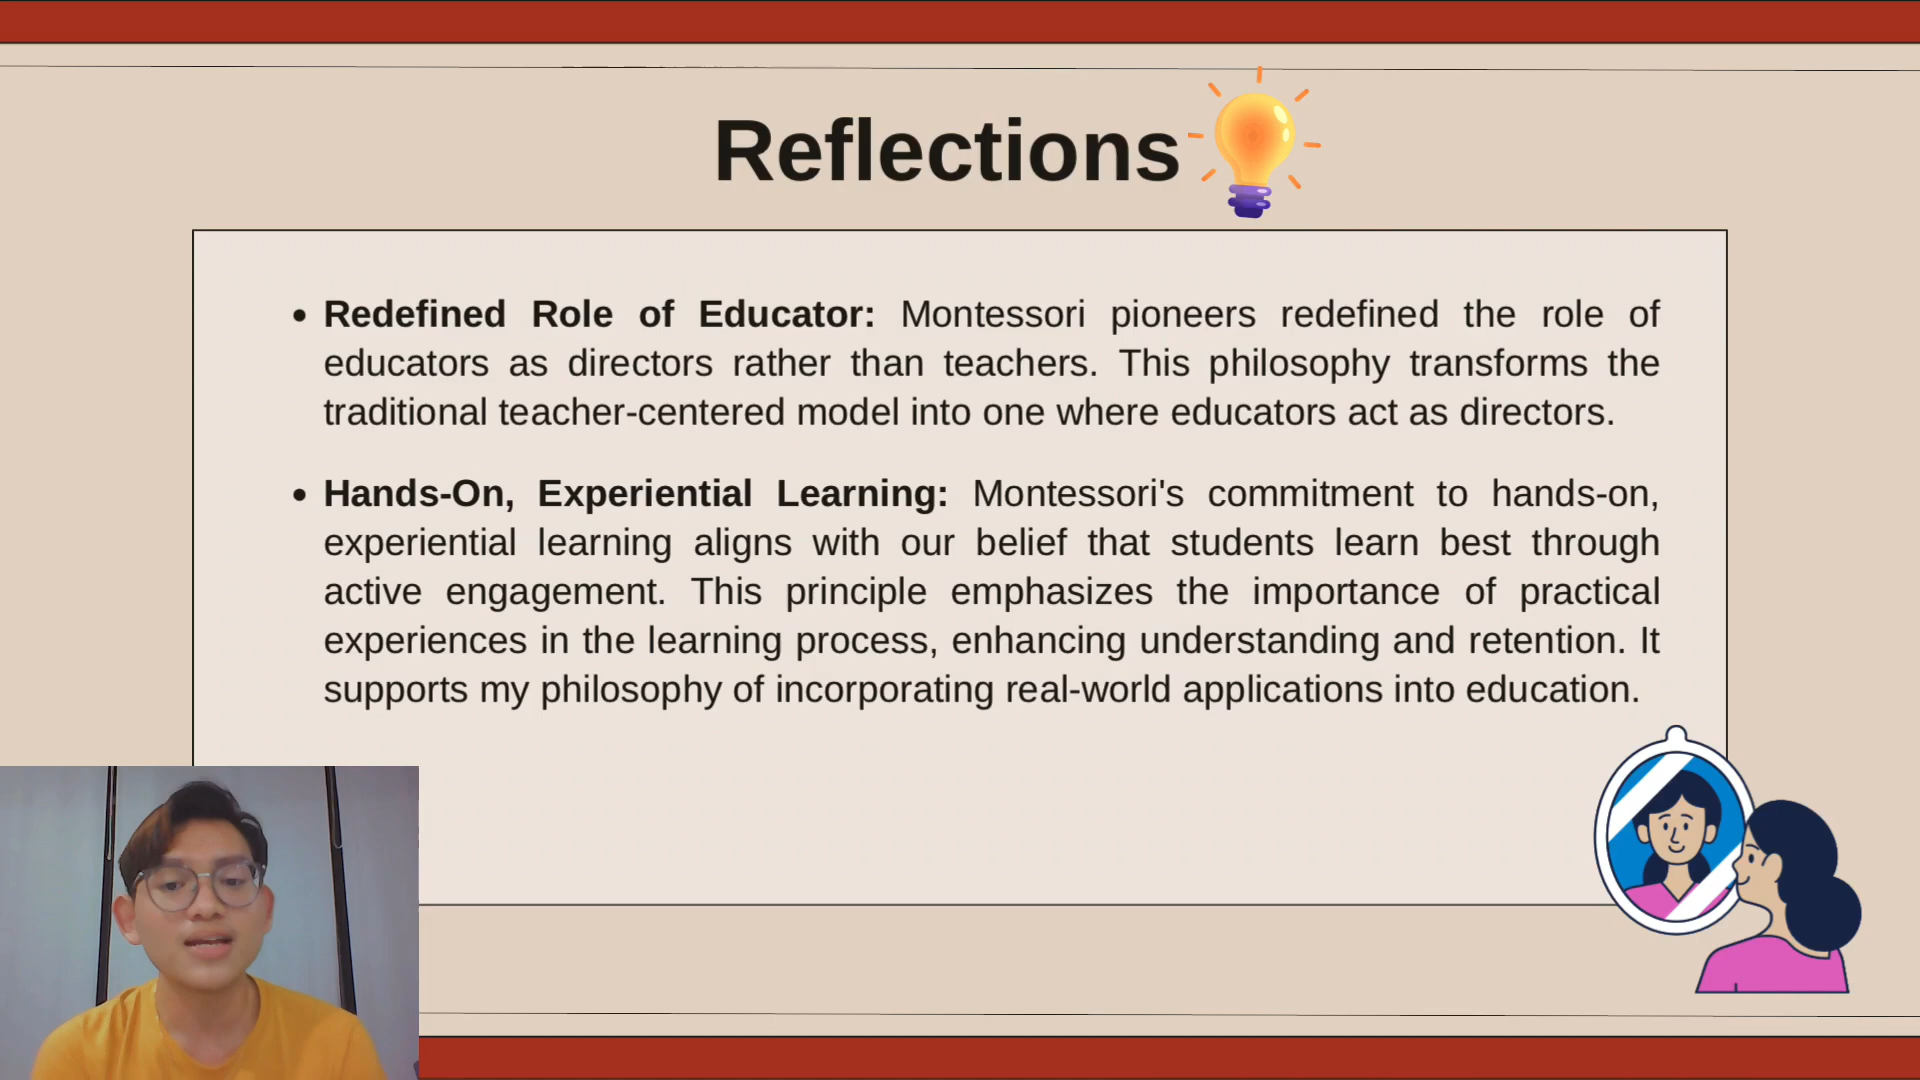 Reflections
• Redefined Role of Educator: Montessori pioneers redefined the role of
educators as directors rather than teachers. This philosophy transforms the
traditional teacher-centered model into one where educators act as directors.
• Hands-On, Experiential Learning: Montessori's commitment to hands-on,
experiential learning aligns with our belief that students learn best through
active engagement. This principle emphasizes the importance of practical
experiences in the learning process, enhancing understanding and retention. It
supports my philosophy of incorporating real-world applications into education.